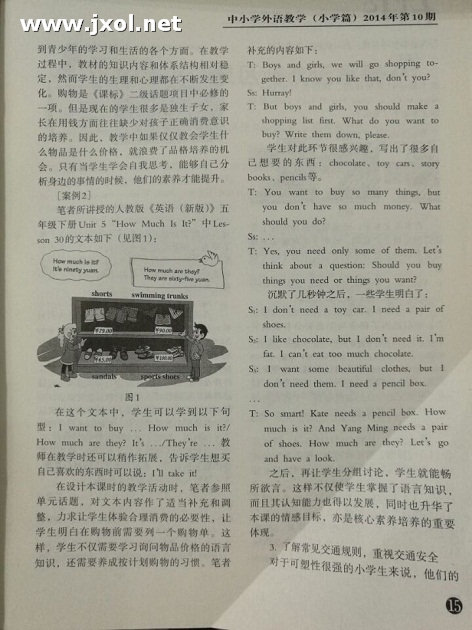 www.jxol.net
中小学外语教学（小学篇）2014年第10期
到青少年的学习和生活的各个方面。在教学
过程中，教材的知识内容和体系结构相对稳
定，然而学生的生理和心理都在不断发生变
化。购物是《课标》二级话题项目中必修的
一项。但是现在的学生很多是独生子女，家
长在用钱方面往往缺少对孩子正确消费意识
的培养。因此，教学中如果仅仅教会学生什
么物品是什么价格，就浪费了品格培养的机
会。只有当学生学会自我思考，能够自己分
析身边的事情的时候，他们的素养才能提升。
［案例2］
笔者所讲授的人教版《英语（新版）》五
年级下册Unit 5 “How Much Is It?” 中Les-
son 30的文本如下（见图1）：
How much is it?
It's ninety yuan.
How much are they?
They are sixty-five yuan.
shorts swimming trunks
¥78.00 ¥90.00
¥65.00 ¥100.00
sandals sports shoes
图1
在这个文本中，学生可以学到以下句
型：I want to buy ... How much is it?/
How much are they? It's .../They're ... 教
师在教学时还可以稍作拓展，告诉学生想买
自己喜欢的东西时可以说：I'll take it!
在设计本课时的教学活动时，笔者参照
单元话题，对文本内容作了适当补充和调
整，力求让学生体验合理消费的必要性，让
学生明白在购物前需要列一个购物单。这
样，学生不仅需要学习询问物品价格的语言
知识，还需要养成按计划购物的习惯。笔者
补充的内容如下：
T: Boys and girls, we will go shopping to-
gether. I know you like that, don't you?
Ss: Hurray!
T: But boys and girls, you should make a
shopping list first. What do you want to
buy? Write them down, please.
学生对此环节很感兴趣，写出了很多自
己想要的东西：chocolate、toy cars、story
books、pencils等。
T: You want to buy so many things, but
you don't have so much money. What
should you do?
Ss: ...
T: Yes, you need only some of them. Let's
think about a question: Should you buy
things you need or things you want?
沉默了几秒钟之后，一些学生明白了：
S₁: I don't need a toy car. I need a pair of
shoes.
S₂: I like chocolate, but I don't need it. I'm
fat. I can't eat too much chocolate.
S₃: I want some beautiful clothes, but I
don't need them. I need a pencil box.
...
T: So smart! Kate needs a pencil box. How
much is it? And Yang Ming needs a pair
of shoes. How much are they? Let's go
and have a look.
之后，再让学生分组讨论，学生就能畅
所欲言。这样不仅使学生掌握了语言知识，
而且其认知能力也得以发展，同时也升华了
本课的情感目标，亦是核心素养培养的重要
体现。
3. 了解常见交通规则，重视交通安全
对于可塑性很强的小学生来说，他们的
15